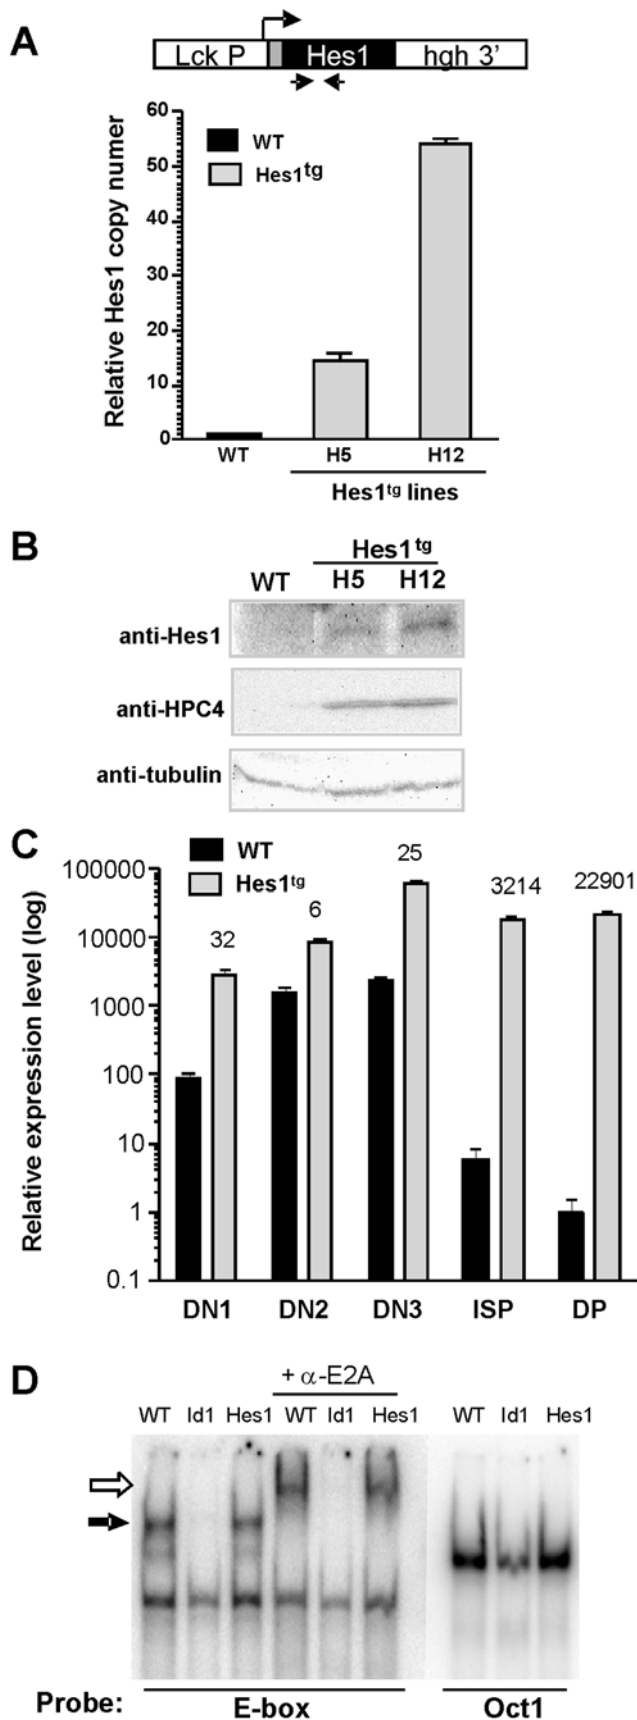 A
Lck P Hes1 hgh 3’
Relative Hes1 copy numer
60
50
40
30
20
10
0
WT
Hes1tg
WT H5 H12
Hes1tg lines
B
Hes1 tg
WT H5 H12
anti-Hes1
anti-HPC4
anti-tubulin
C
Relative expression level (log)
100000
10000
1000
100
10
1
0.1
WT
Hes1tg
32 6 25 3214 22901
DN1 DN2 DN3 ISP DP
D
+ α-E2A
WT Id1 Hes1 WT Id1 Hes1 WT Id1 Hes1
Probe: E-box Oct1